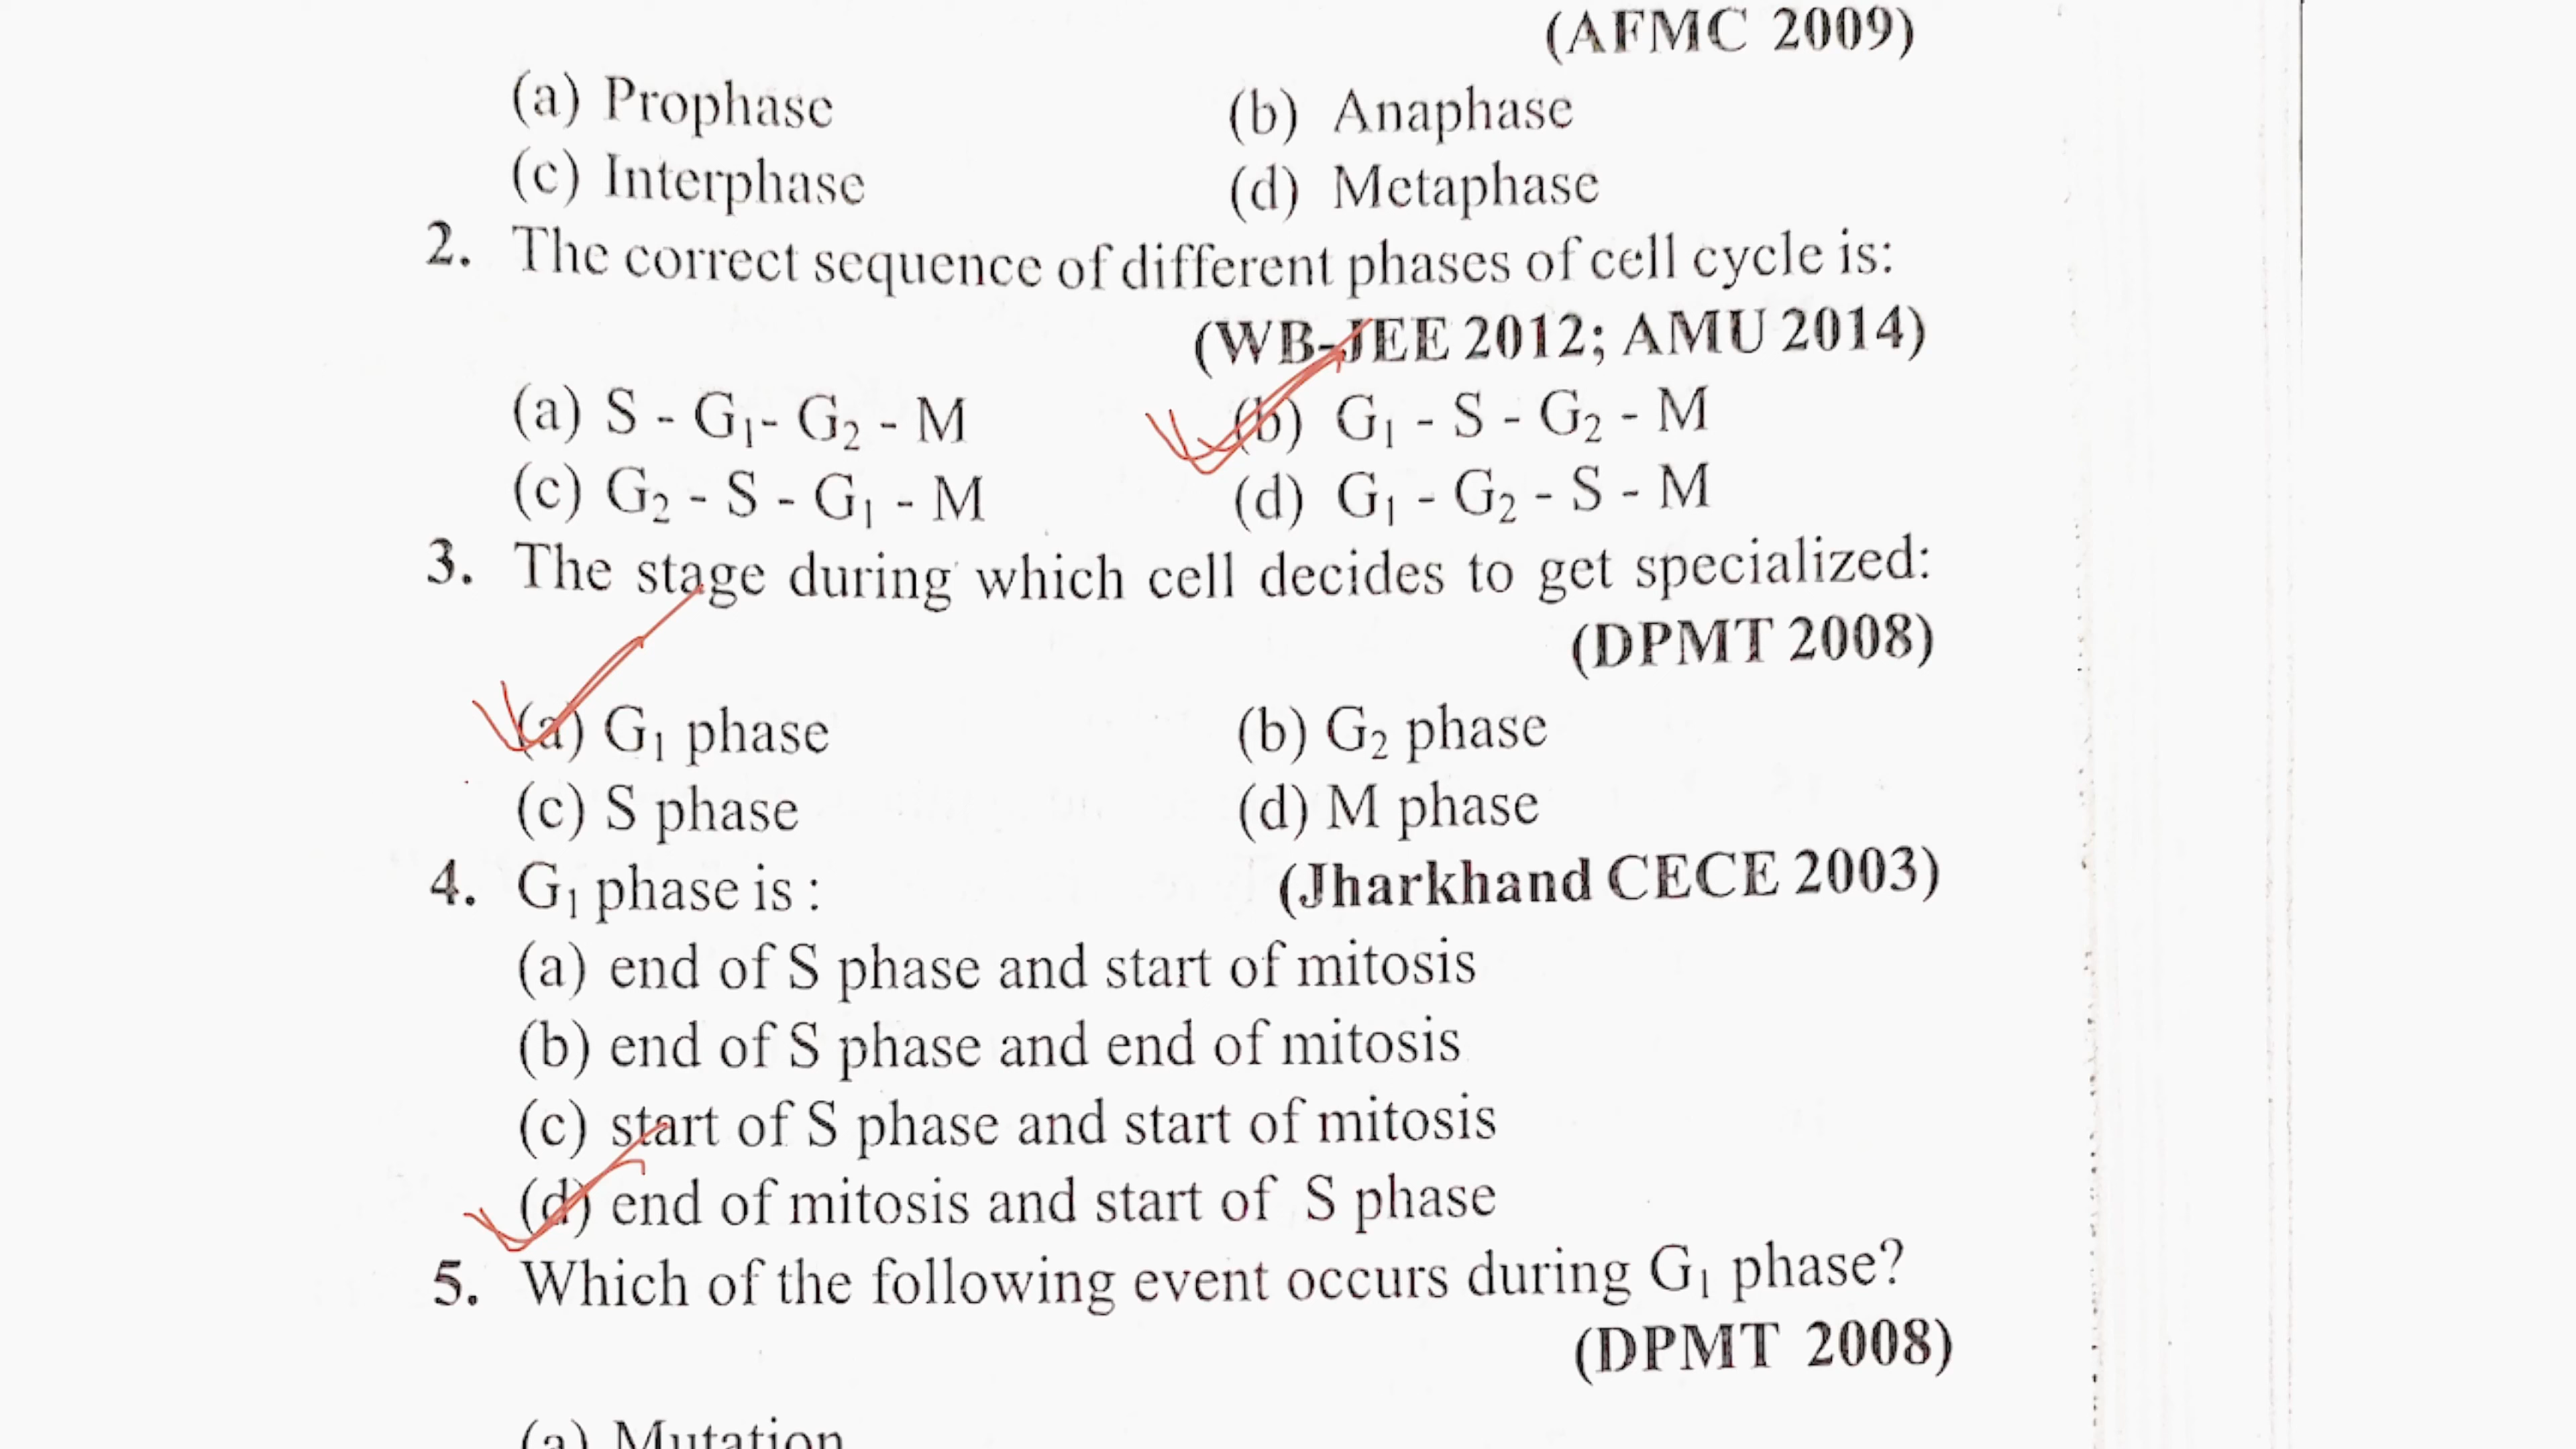 (AFMC 2009)
(a) Prophase (b) Anaphase
(c) Interphase (d) Metaphase
2. The correct sequence of different phases of cell cycle is:
(WB-JEE 2012; AMU 2014)
(a) S - G₁- G₂ - M (b) G₁ - S - G₂ - M
(c) G₂ - S - G₁ - M (d) G₁ - G₂ - S - M
3. The stage during which cell decides to get specialized:
(DPMT 2008)
(a) G₁ phase (b) G₂ phase
(c) S phase (d) M phase
4. G₁ phase is : (Jharkhand CECE 2003)
(a) end of S phase and start of mitosis
(b) end of S phase and end of mitosis
(c) start of S phase and start of mitosis
(d) end of mitosis and start of S phase
5. Which of the following event occurs during G₁ phase?
(DPMT 2008)
(a) Mutation